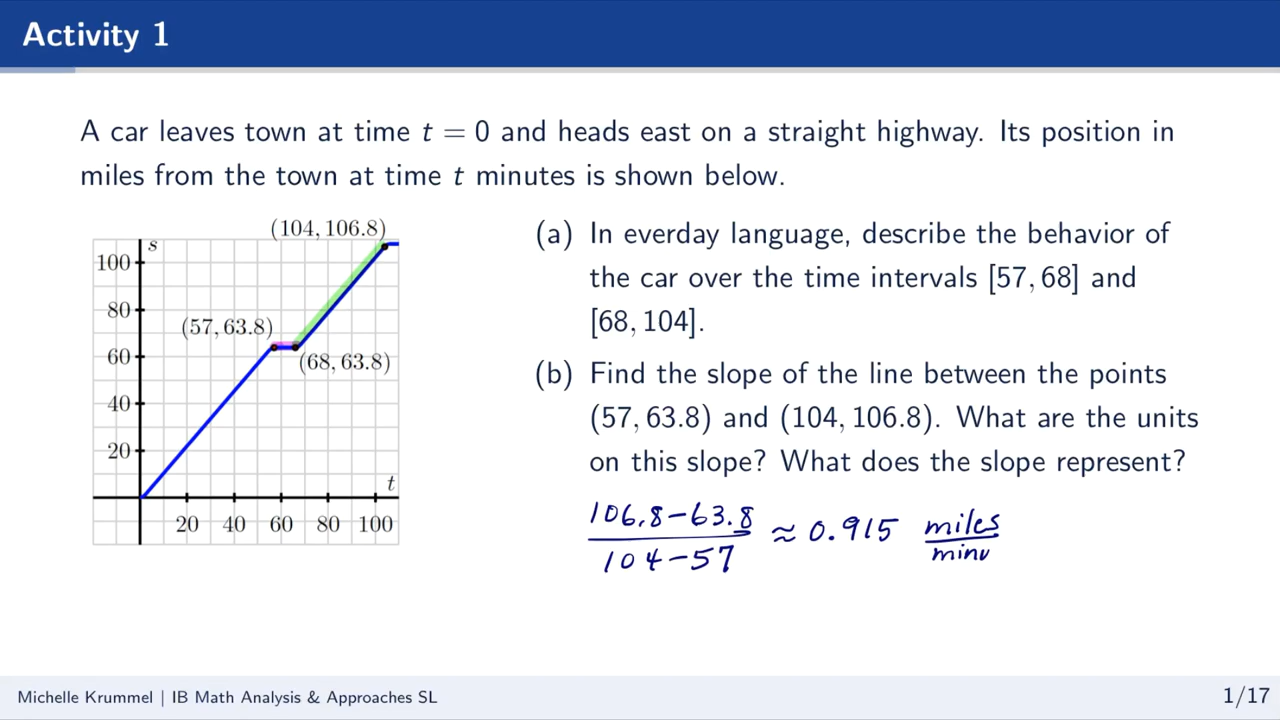 Activity 1
A car leaves town at time t = 0 and heads east on a straight highway. Its position in
miles from the town at time t minutes is shown below.
(104, 106.8)
s
100
80
(57, 63.8)
60
(68, 63.8)
40
20
t
20 40 60 80 100
(a) In everday language, describe the behavior of
the car over the time intervals [57, 68] and
[68, 104].
(b) Find the slope of the line between the points
(57, 63.8) and (104, 106.8). What are the units
on this slope? What does the slope represent?
106.8-63.8
104-57
≈ 0.915
miles
minu
Michelle Krummel | IB Math Analysis & Approaches SL
1/17